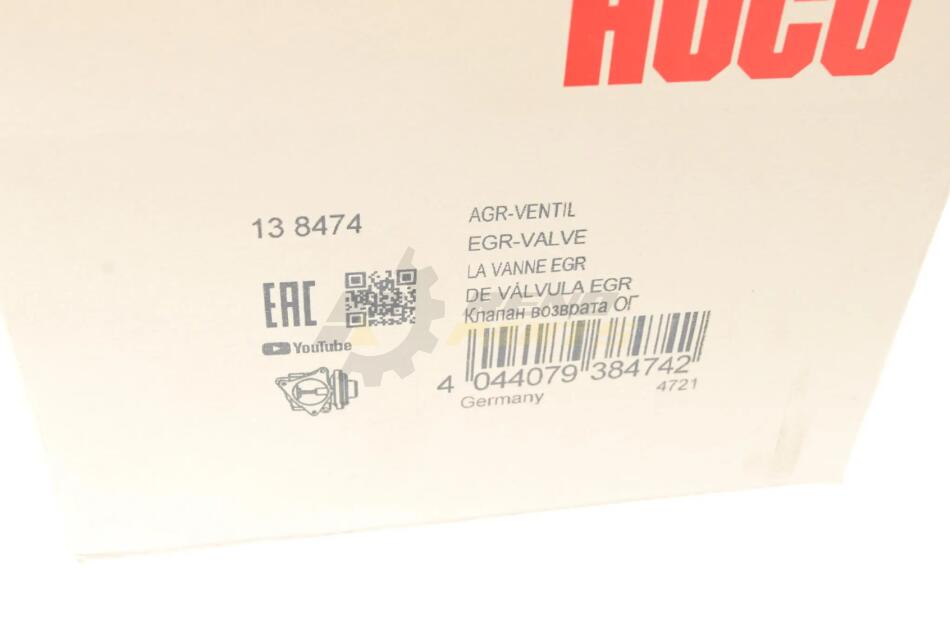 HÜCO
13 8474
AGR-VENTIL
EGR-VALVE
LA VANNE EGR
DE VÁLVULA EGR
Клапан возврата ОГ
EAC
YouTube
4 044079 384742
Germany
4721